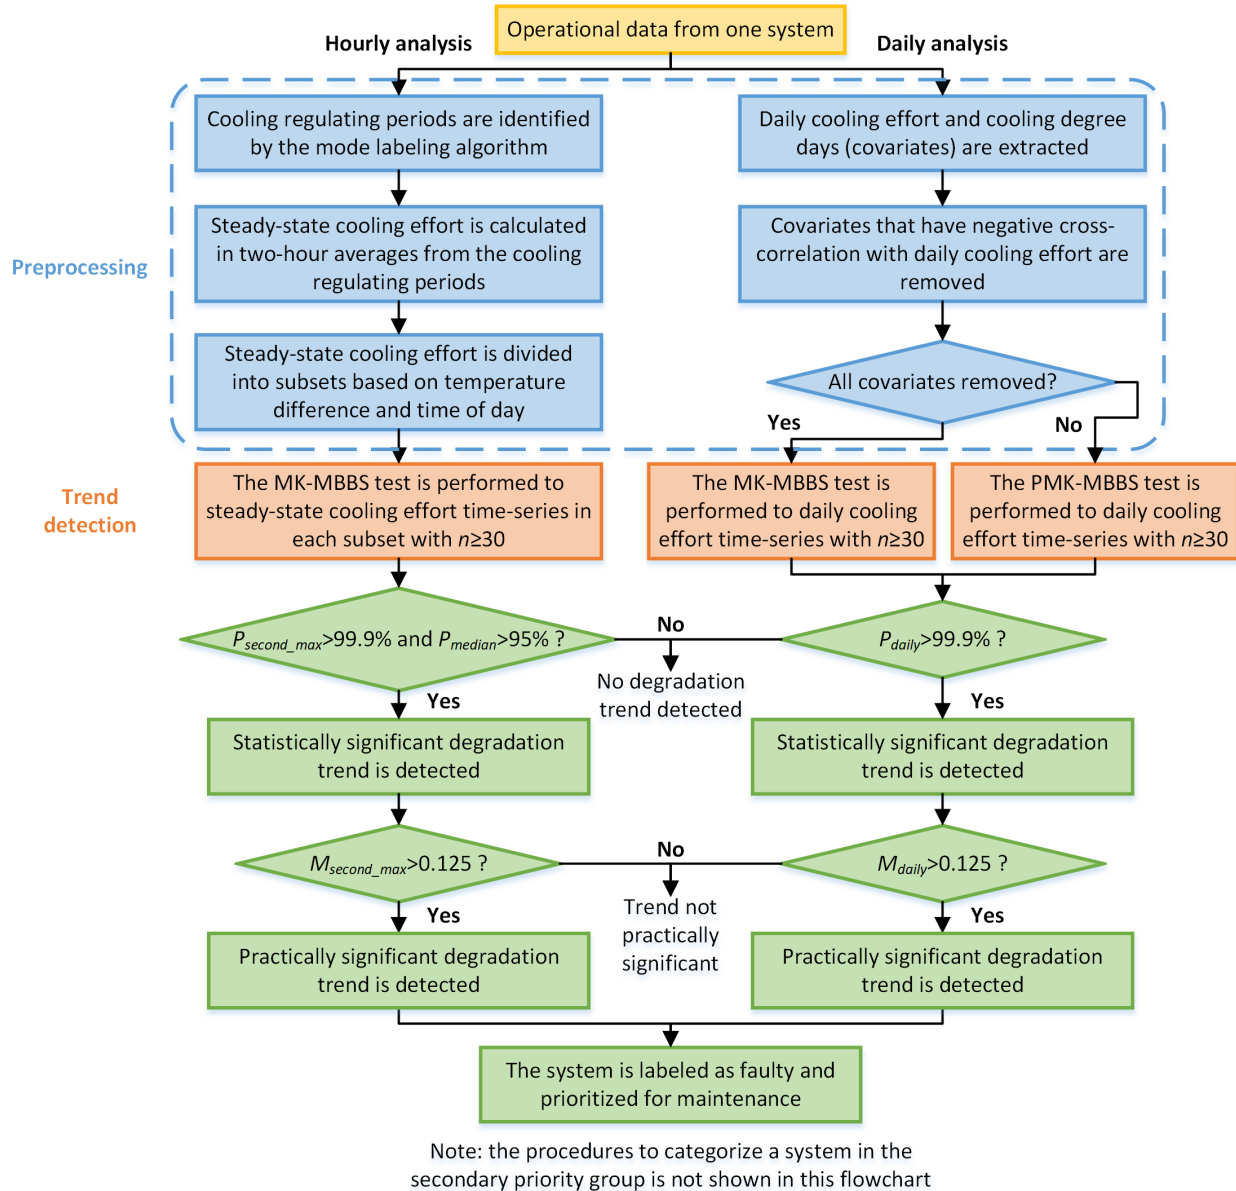 Operational data from one system
Hourly analysis
Daily analysis
Cooling regulating periods are identified
by the mode labeling algorithm
Daily cooling effort and cooling degree
days (covariates) are extracted
Preprocessing
Steady-state cooling effort is calculated
in two-hour averages from the cooling
regulating periods
Covariates that have negative cross-
correlation with daily cooling effort are
removed
Steady-state cooling effort is divided
into subsets based on temperature
difference and time of day
All covariates removed?
Yes
No
Trend
detection
The MK-MBBS test is performed to
steady-state cooling effort time-series in
each subset with n≥30
The MK-MBBS test is
performed to daily cooling
effort time-series with n≥30
The PMK-MBBS test is
performed to daily cooling
effort time-series with n≥30
P_second_max>99.9% and P_median>95% ?
No
P_daily>99.9% ?
No degradation
trend detected
Yes
Yes
Statistically significant degradation
trend is detected
Statistically significant degradation
trend is detected
M_second_max>0.125 ?
No
M_daily>0.125 ?
Trend not
practically
significant
Yes
Yes
Practically significant degradation
trend is detected
Practically significant degradation
trend is detected
The system is labeled as faulty and
prioritized for maintenance
Note: the procedures to categorize a system in the
secondary priority group is not shown in this flowchart